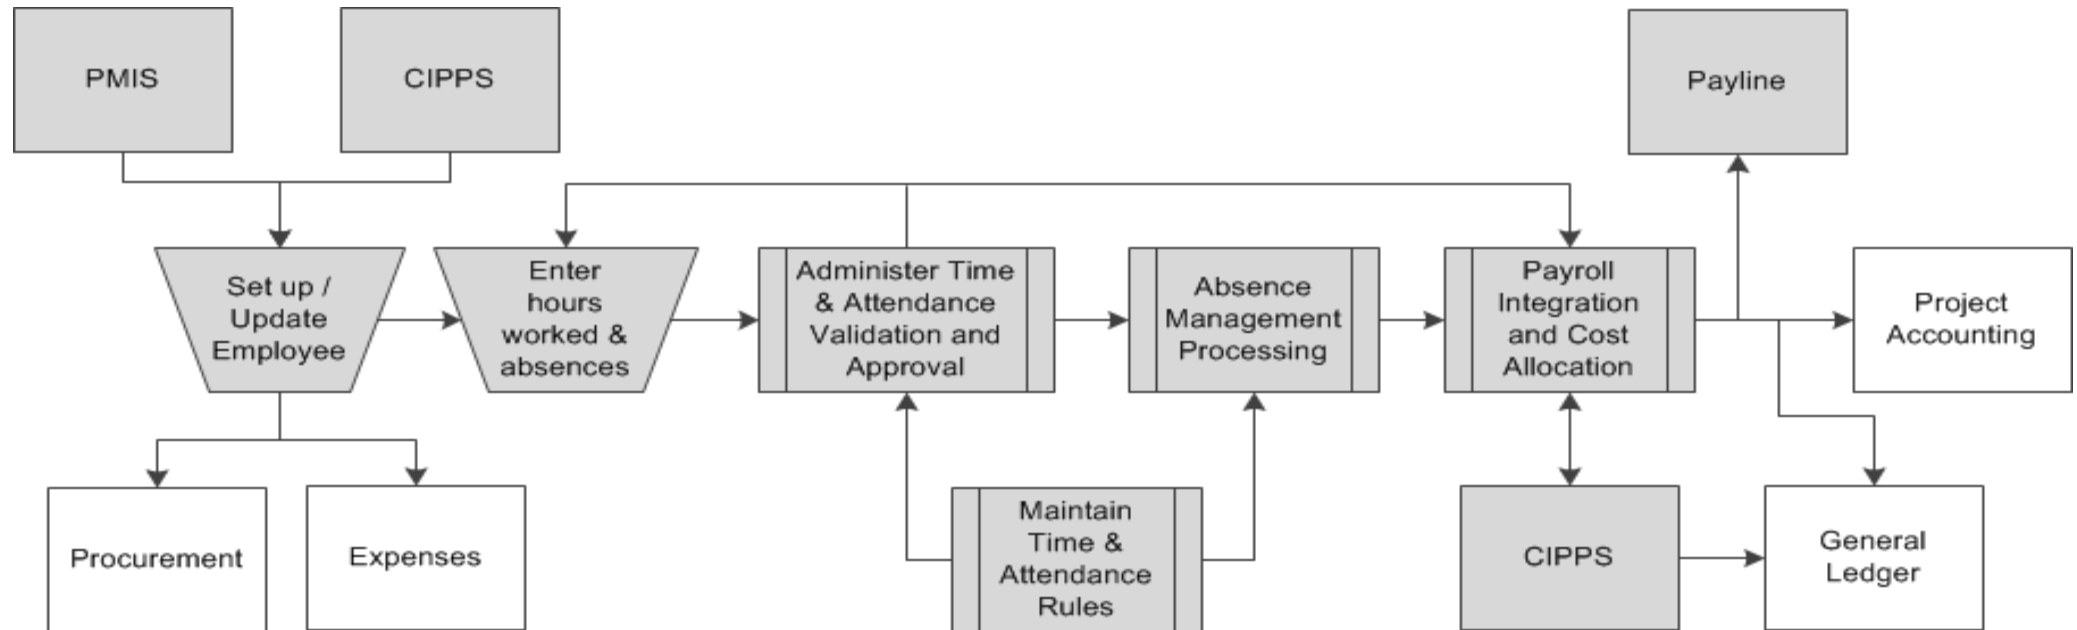 PMIS
CIPPS
Payline
Set up /
Update
Employee
Enter
hours
worked &
absences
Administer Time
& Attendance
Validation and
Approval
Absence
Management
Processing
Payroll
Integration
and Cost
Allocation
Project
Accounting
Procurement
Expenses
Maintain
Time &
Attendance
Rules
CIPPS
General
Ledger